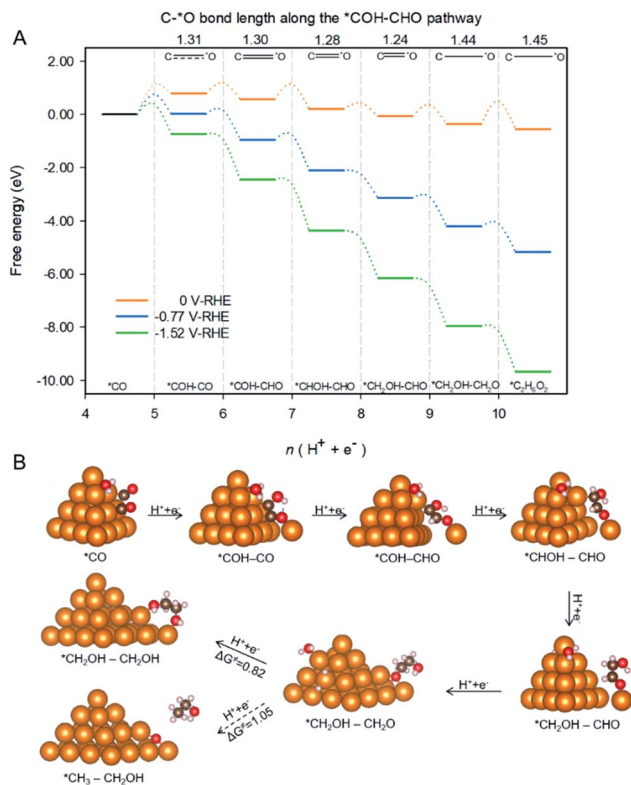 C-*O bond length along the *COH-CHO pathway
A
1.31 1.30 1.28 1.24 1.44 1.45
C *O C *O C *O C *O C *O C *O
0.00
-2.00
-4.00
-6.00
-8.00
-10.00
Free energy (eV)
0 V-RHE
-0.77 V-RHE
-1.52 V-RHE
*CO *COH-CO *COH-CHO *CHOH-CHO *CH2OH-CHO *CH2OH-CH2O *C2H6O2
4 5 6 7 8 9 10
n ( H+ + e-)
B
H++e- H++e- H++e-
*CO *COH–CO *COH–CHO *CHOH – CHO
H++e-
H++e-
ΔG≠=0.82
*CH2OH – CH2OH
H++e-
H++e-
ΔG≠=1.05
*CH2OH – CH2O
*CH2OH – CHO
*CH3 – CH2OH